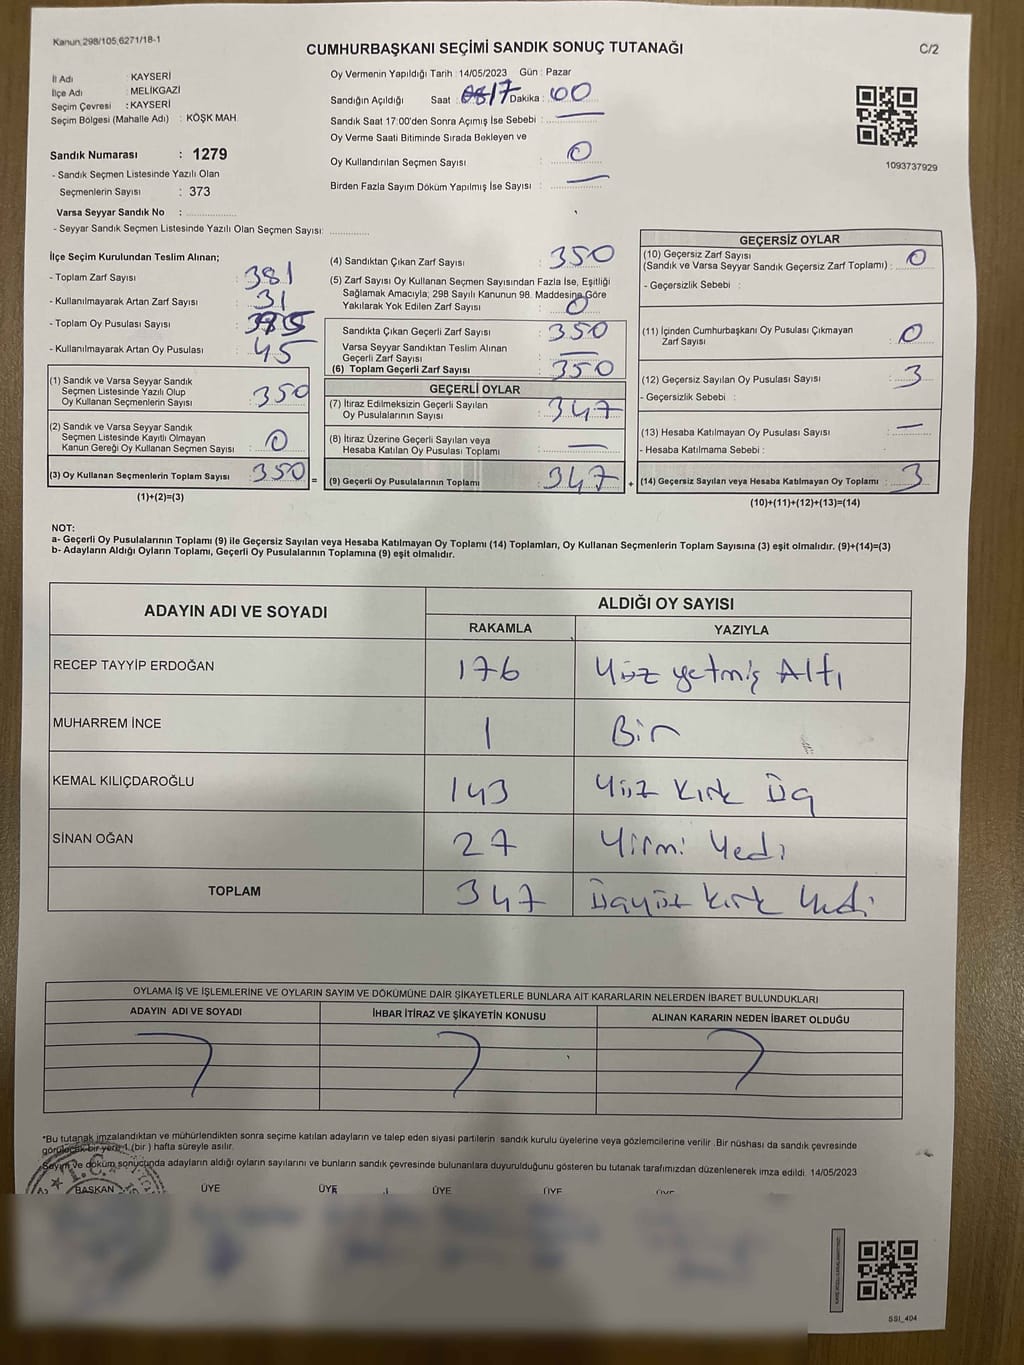 Kanun:298/105,6271/18-1
CUMHURBAŞKANI SEÇİMİ SANDIK SONUÇ TUTANAĞI
C/2
İl Adı : KAYSERİ
İlçe Adı : MELİKGAZİ
Seçim Çevresi : KAYSERİ
Seçim Bölgesi (Mahalle Adı) : KÖŞK MAH.
Sandık Numarası : 1279
- Sandık Seçmen Listesinde Yazılı Olan
Seçmenlerin Sayısı : 373
Varsa Seyyar Sandık No :
- Seyyar Sandık Seçmen Listesinde Yazılı Olan Seçmen Sayısı:
Oy Vermenin Yapıldığı Tarih : 14/05/2023 Gün : Pazar
Sandığın Açıldığı Saat : 17 Dakika : 00
Sandık Saat 17:00'den Sonra Açımış İse Sebebi : —
Oy Verme Saati Bitiminde Sırada Bekleyen ve
Oy Kullandırılan Seçmen Sayısı : 0
Birden Fazla Sayım Döküm Yapılmış İse Sayısı : —
1093737929
İlçe Seçim Kurulundan Teslim Alınan;
- Toplam Zarf Sayısı : 381
- Kullanılmayarak Artan Zarf Sayısı : 31
- Toplam Oy Pusulası Sayısı :
- Kullanılmayarak Artan Oy Pusulası : 45
(1) Sandık ve Varsa Seyyar Sandık
Seçmen Listesinde Yazılı Olup
Oy Kullanan Seçmenlerin Sayısı : 350
(2) Sandık ve Varsa Seyyar Sandık
Seçmen Listesinde Kayıtlı Olmayan
Kanun Gereği Oy Kullanan Seçmen Sayısı : 0
(3) Oy Kullanan Seçmenlerin Toplam Sayısı : 350 =
(1)+(2)=(3)
(4) Sandıktan Çıkan Zarf Sayısı : 350
(5) Zarf Sayısı Oy Kullanan Seçmen Sayısından Fazla İse, Eşitliği
Sağlamak Amacıyla; 298 Sayılı Kanunun 98. Maddesine Göre
Yakılarak Yok Edilen Zarf Sayısı : 0
Sandıkta Çıkan Geçerli Zarf Sayısı : 350
Varsa Seyyar Sandıktan Teslim Alınan
Geçerli Zarf Sayısı : —
(6) Toplam Geçerli Zarf Sayısı : 350
GEÇERLİ OYLAR
(7) İtiraz Edilmeksizin Geçerli Sayılan
Oy Pusulalarının Sayısı : 347
(8) İtiraz Üzerine Geçerli Sayılan veya
Hesaba Katılan Oy Pusulası Toplamı : —
(9) Geçerli Oy Pusulalarının Toplamı : 347 +
GEÇERSİZ OYLAR
(10) Geçersiz Zarf Sayısı
(Sandık ve Varsa Seyyar Sandık Geçersiz Zarf Toplamı) : 0
- Geçersizlik Sebebi :
(11) İçinden Cumhurbaşkanı Oy Pusulası Çıkmayan
Zarf Sayısı : 0
(12) Geçersiz Sayılan Oy Pusulası Sayısı : 3
- Geçersizlik Sebebi :
(13) Hesaba Katılmayan Oy Pusulası Sayısı : —
- Hesaba Katılmama Sebebi :
(14) Geçersiz Sayılan veya Hesaba Katılmayan Oy Toplamı : 3
(10)+(11)+(12)+(13)=(14)
NOT:
a- Geçerli Oy Pusulalarının Toplamı (9) ile Geçersiz Sayılan veya Hesaba Katılmayan Oy Toplamı (14) Toplamları, Oy Kullanan Seçmenlerin Toplam Sayısına (3) eşit olmalıdır. (9)+(14)=(3)
b- Adayların Aldığı Oyların Toplamı, Geçerli Oy Pusulalarının Toplamına (9) eşit olmalıdır.
ADAYIN ADI VE SOYADI ALDIĞI OY SAYISI
RAKAMLA YAZIYLA
RECEP TAYYİP ERDOĞAN 176 Yüz yetmiş Altı
MUHARREM İNCE 1 Bir
KEMAL KILIÇDAROĞLU 143 Yüz Kırk Üç
SİNAN OĞAN 27 Yirmi Yedi
TOPLAM 347 Üçyüz kırk Yedi
OYLAMA İŞ VE İŞLEMLERİNE VE OYLARIN SAYIM VE DÖKÜMÜNE DAİR ŞİKAYETLERLE BUNLARA AİT KARARLARIN NELERDEN İBARET BULUNDUKLARI
ADAYIN ADI VE SOYADI İHBAR İTİRAZ VE ŞİKAYETİN KONUSU ALINAN KARARIN NEDEN İBARET OLDUĞU
*Bu tutanak imzalandıktan ve mühürlendikten sonra seçime katılan adayların ve talep eden siyasi partilerin sandık kurulu üyelerine veya gözlemcilerine verilir .Bir nüshası da sandık çevresinde
görülecek bir yere 1 (bir ) hafta süreyle asılır.
Sayım ve döküm sonucunda adayların aldığı oyların sayılarını ve bunların sandık çevresinde bulunanlara duyurulduğunu gösteren bu tutanak tarafımızdan düzenlenerek imza edildi. 14/05/2023
BAŞKAN ÜYE ÜYE ÜYE ÜYE ÜYE
T.C.
SSI_404